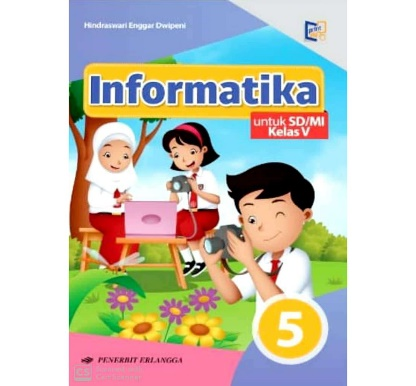 Hindraswari Enggar Dwipeni
Informatika
untuk SD/MI
Kelas V
5
PENERBIT ERLANGGA